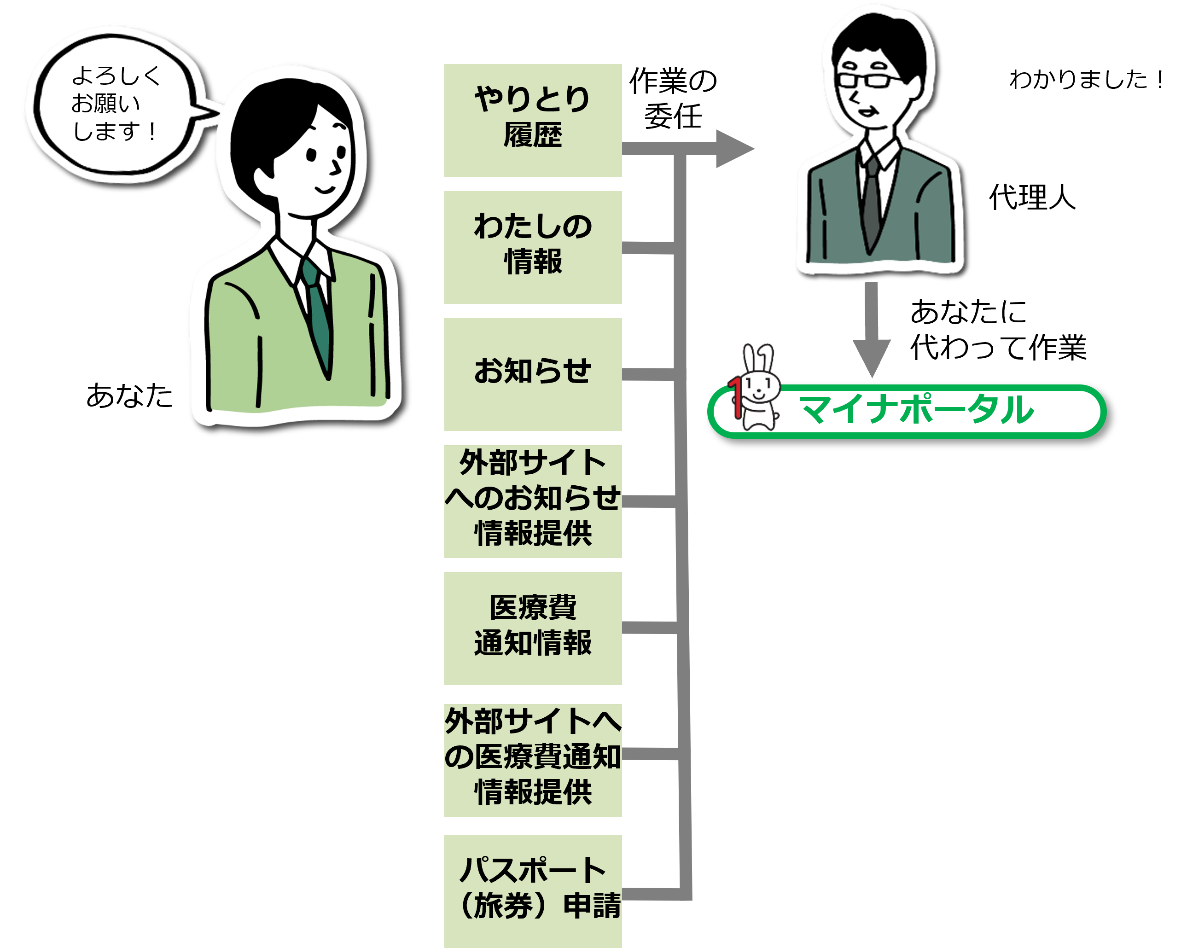 よろしく
お願い
します！
あなた
やりとり
履歴
わたしの
情報
お知らせ
外部サイト
へのお知らせ
情報提供
医療費
通知情報
外部サイトへ
の医療費通知
情報提供
パスポート
（旅券）申請
作業の
委任
わかりました！
代理人
あなたに
代わって作業
1
マイナポータル